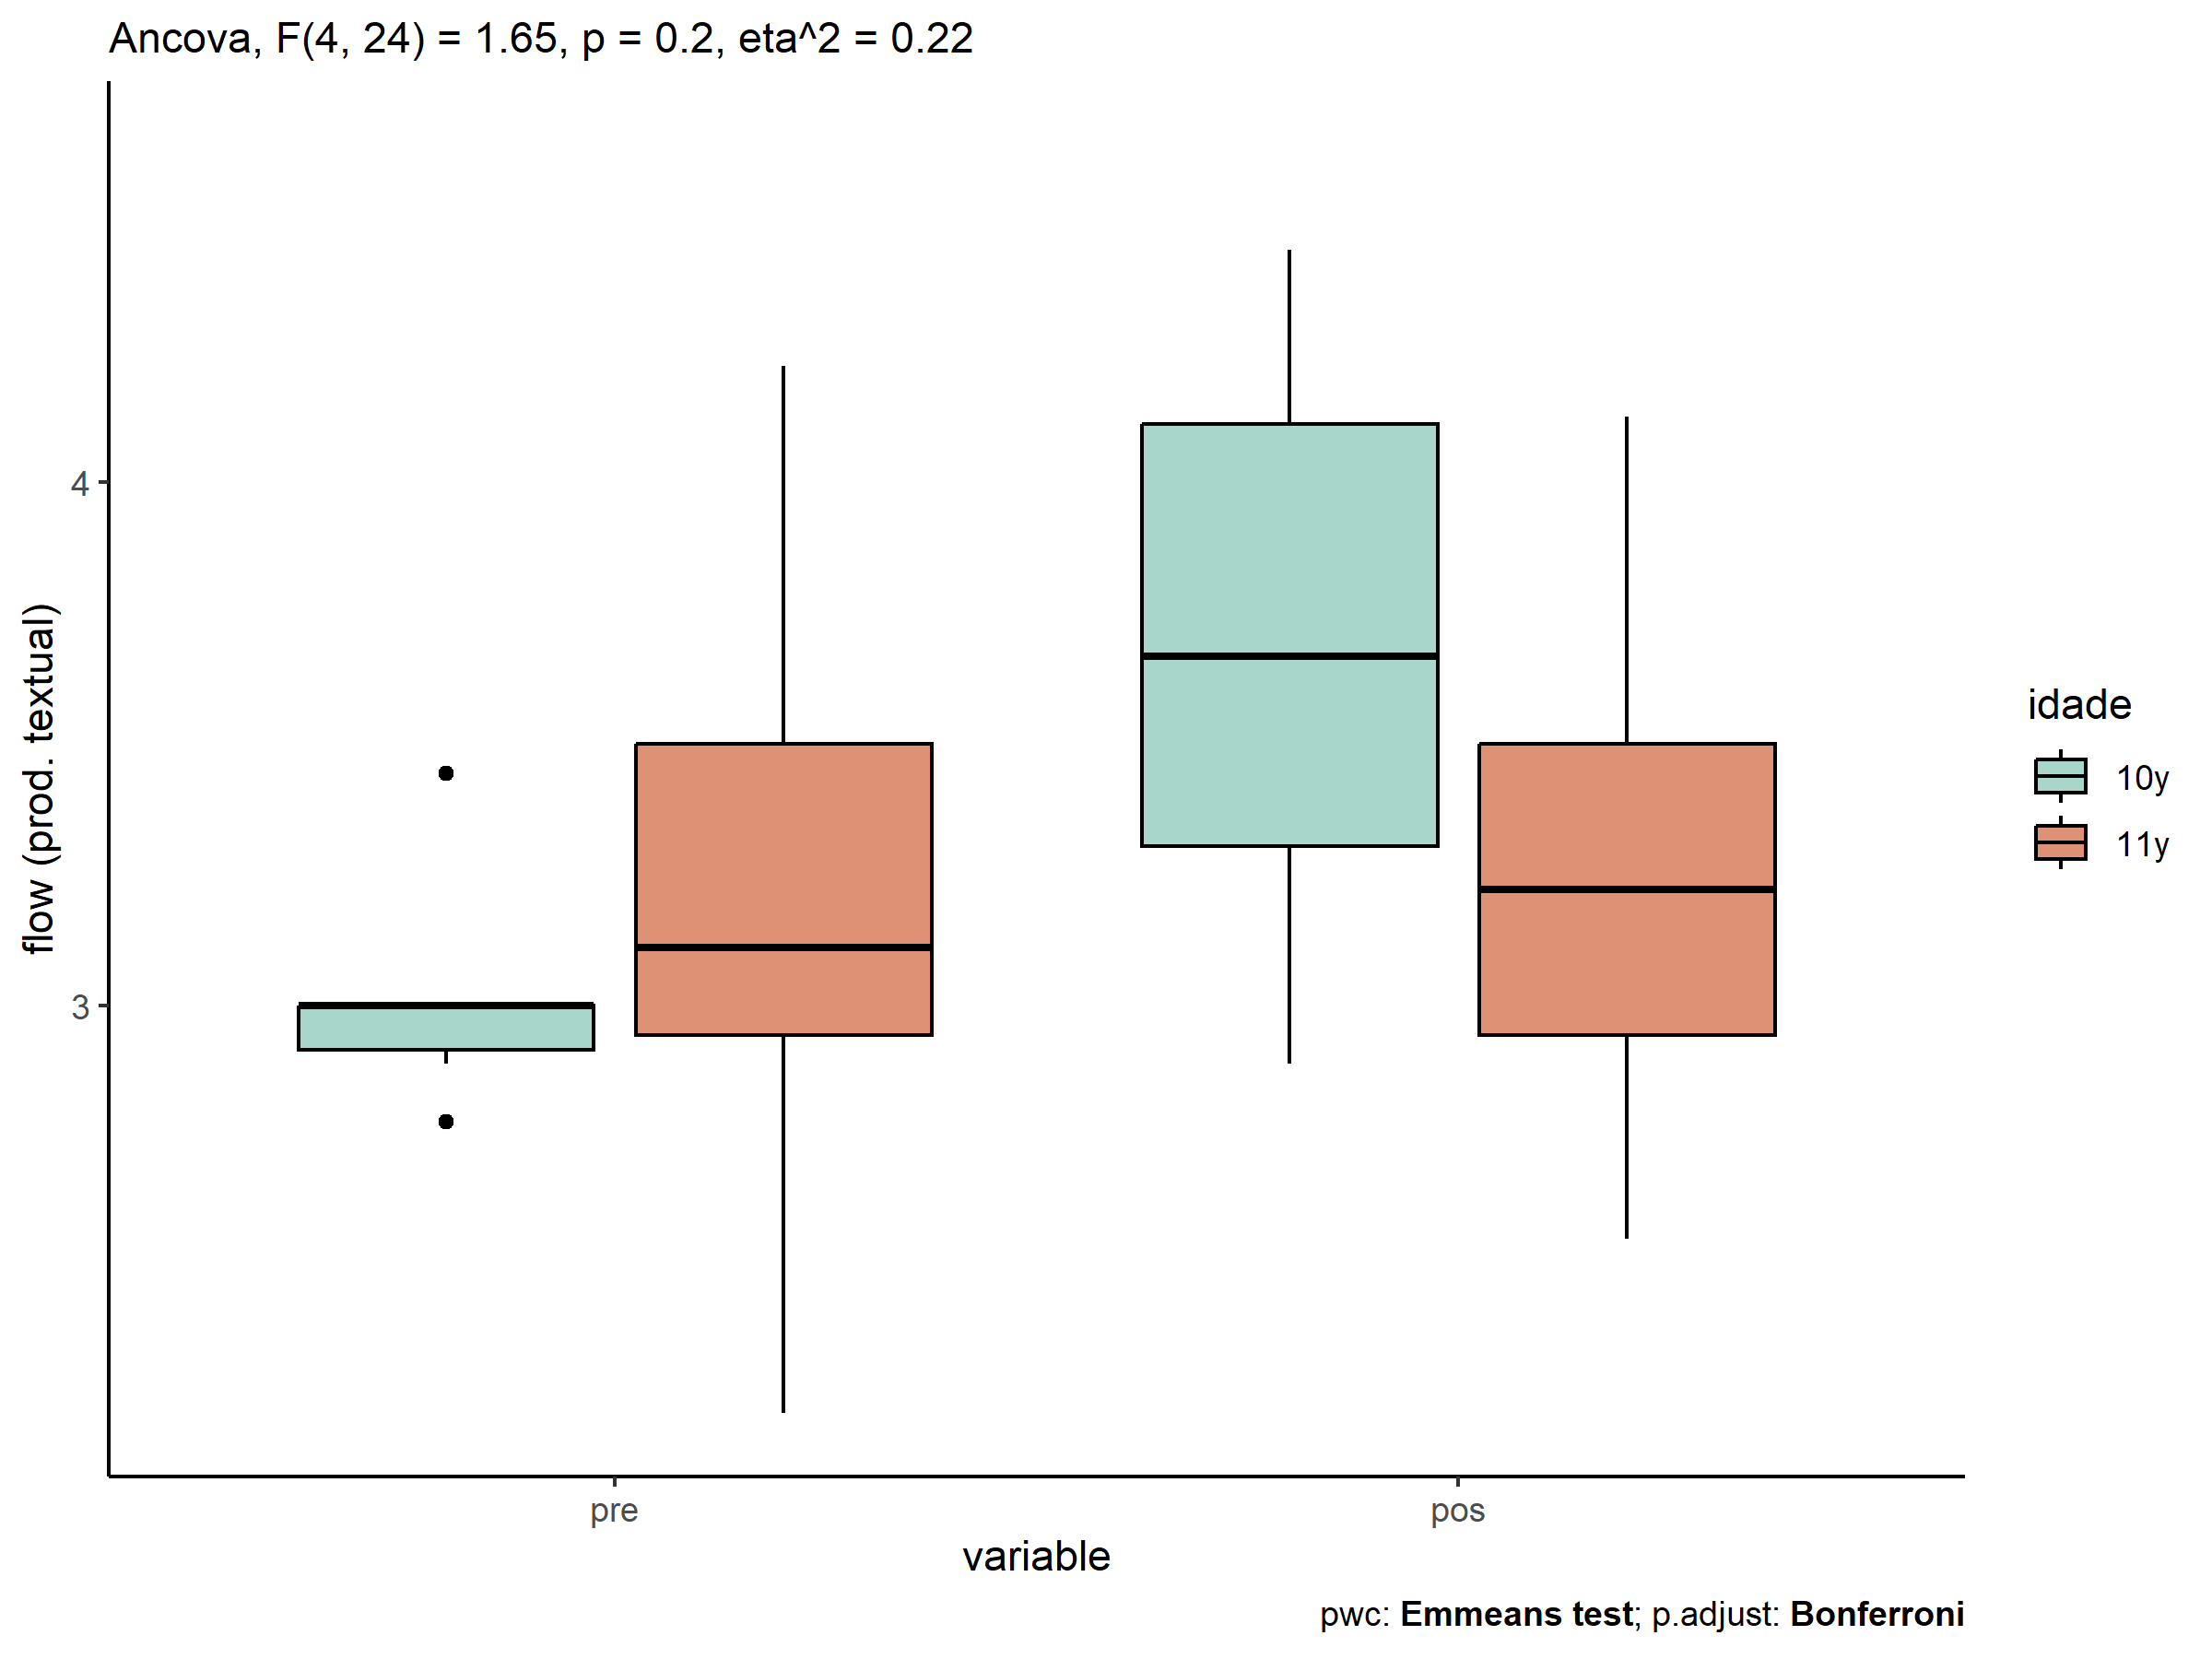 Ancova, F(4, 24) = 1.65, p = 0.2, eta^2 = 0.22
flow (prod. textual)
4
3
pre
pos
variable
idade
10y
11y
pwc: Emmeans test; p.adjust: Bonferroni